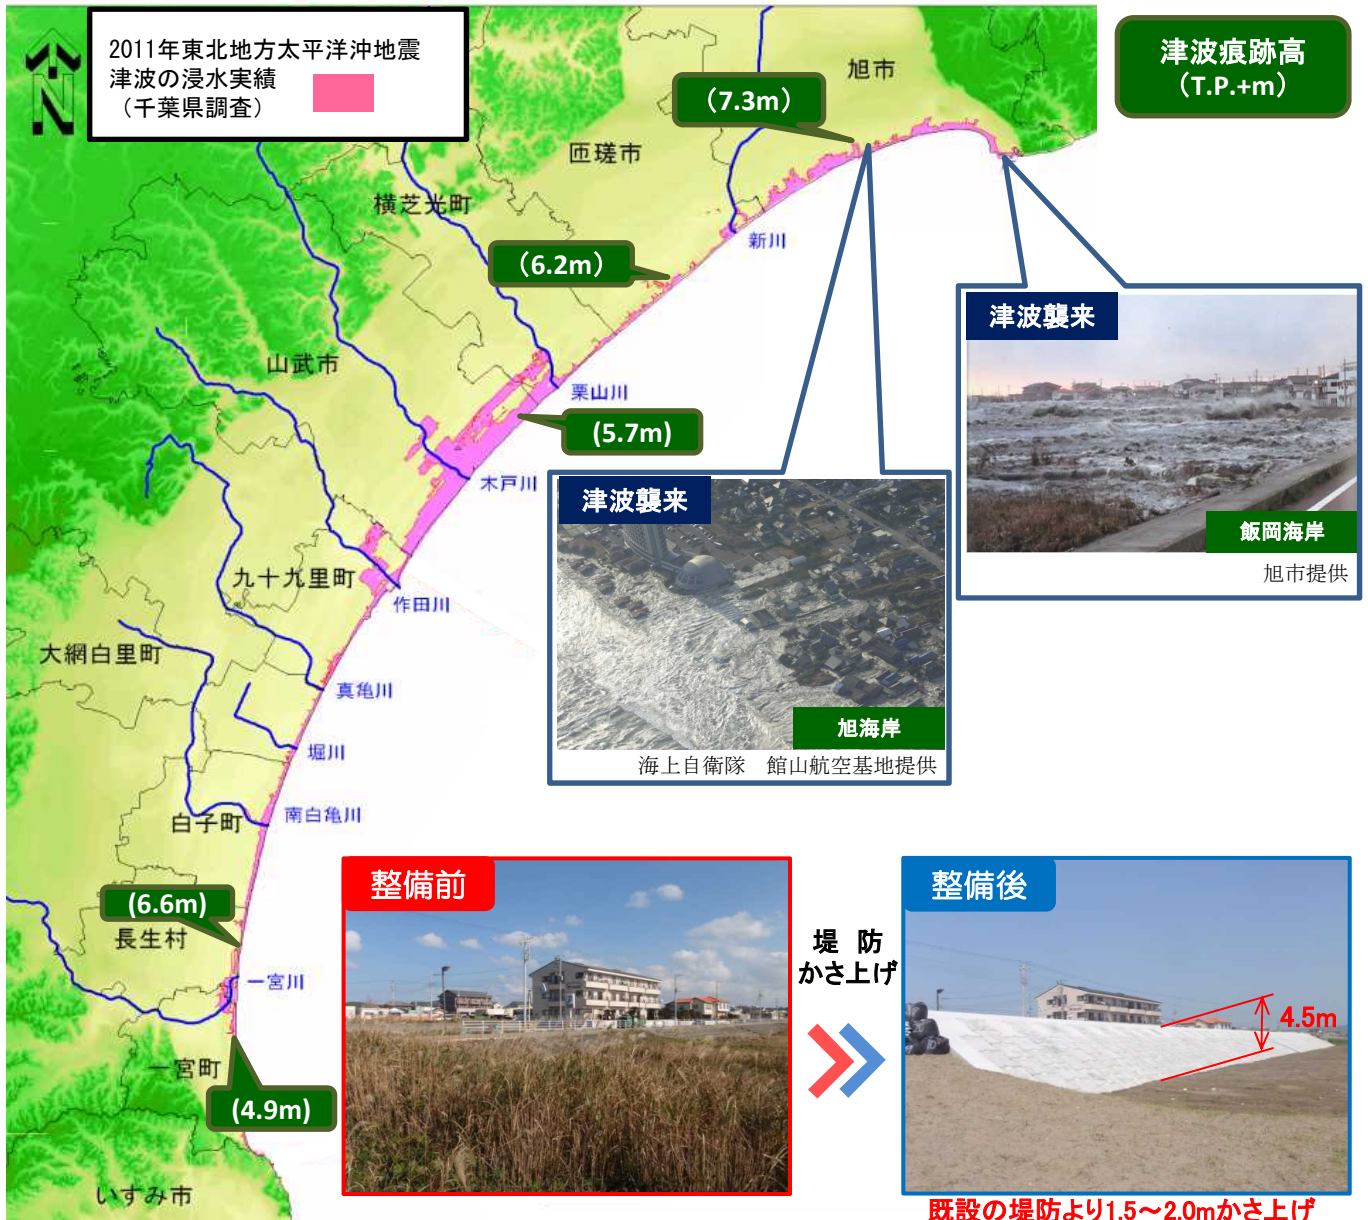 2011年東北地方太平洋沖地震
津波の浸水実績
（千葉県調査）
津波痕跡高
（T.P.+m）
旭市
（7.3m）
匝瑳市
横芝光町
新川
（6.2m）
津波襲来
飯岡海岸
旭市提供
山武市
栗山川
(5.7m)
木戸川
津波襲来
旭海岸
海上自衛隊　館山航空基地提供
九十九里町
作田川
大網白里町
真亀川
堀川
南白亀川
白子町
(6.6m)
長生村
一宮川
一宮町
(4.9m)
いすみ市
整備前
堤 防
かさ上げ
整備後
4.5m
既設の堤防より1.5～2.0mかさ上げ
N